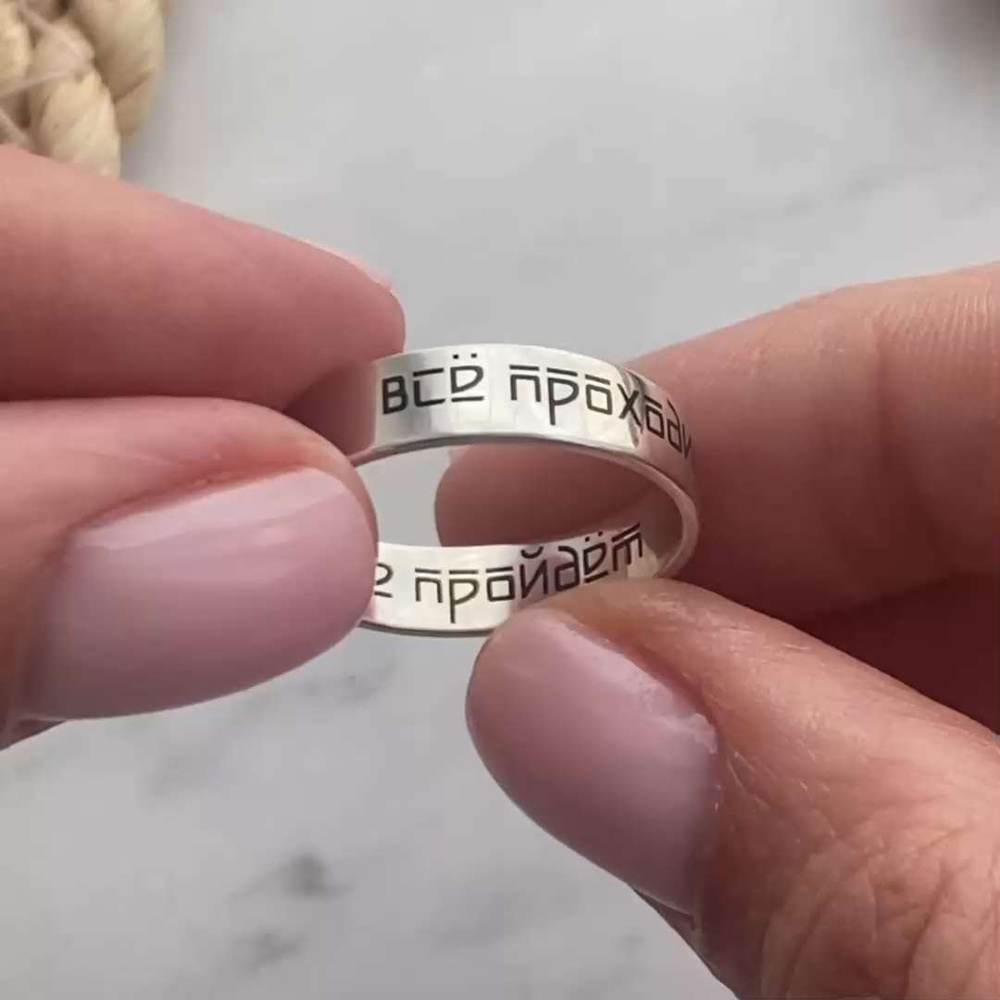 всё проходи
е пройдёт